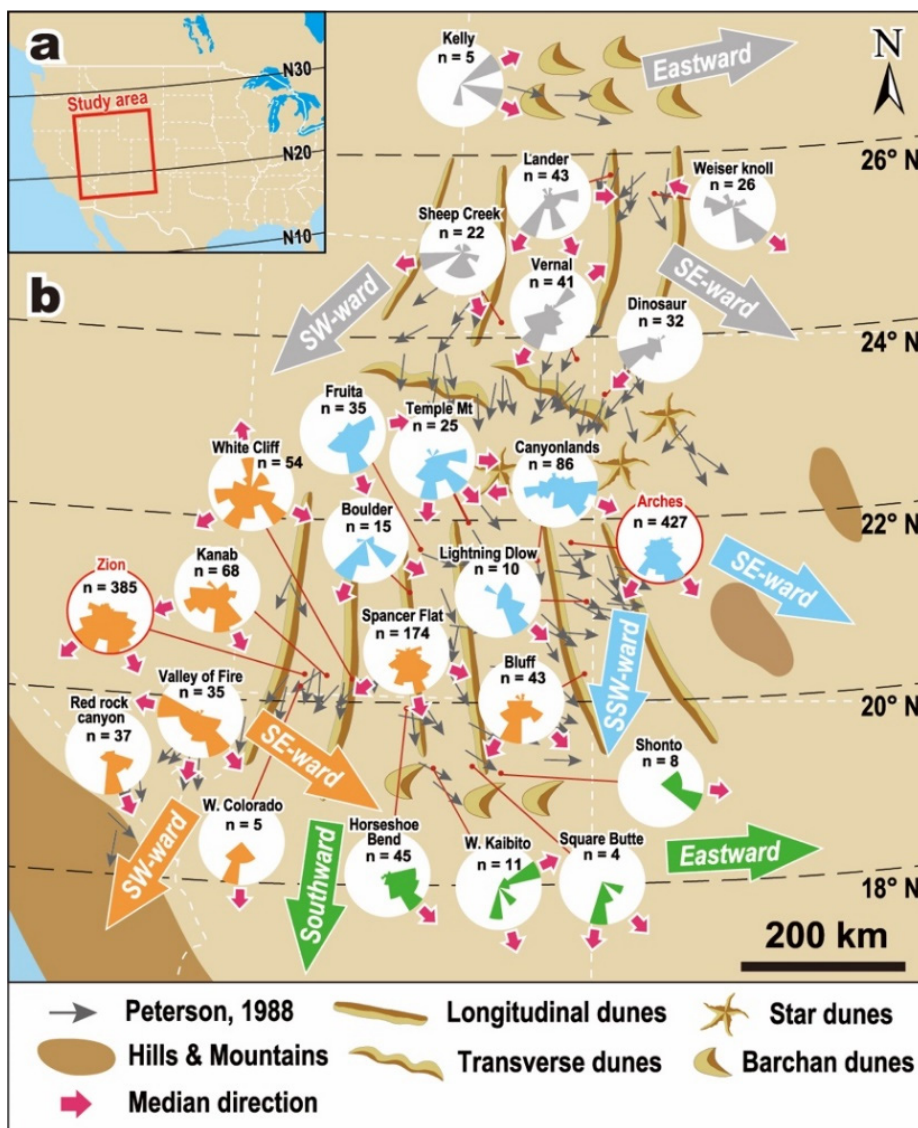 a
Study area
N30
N20
N10
N
Kelly
n = 5
Eastward
26° N
Lander
n = 43
Weiser knoll
n = 26
Sheep Creek
n = 22
Vernal
n = 41
SE-ward
Dinosaur
n = 32
SW-ward
b
24° N
Fruita
n = 35
Temple Mt
n = 25
White Cliff
n = 54
Canyonlands
n = 86
Arches
n = 427
22° N
Boulder
n = 15
Lightning Dlow
n = 10
Kanab
n = 68
Zion
n = 385
SE-ward
Spancer Flat
n = 174
SSW-ward
Bluff
n = 43
Valley of Fire
n = 35
Red rock
canyon
n = 37
20° N
SE-ward
Shonto
n = 8
W. Colorado
n = 5
SW-ward
Southward
Horseshoe
Bend
n = 45
W. Kaibito
n = 11
Square Butte
n = 4
Eastward
18° N
200 km
Peterson, 1988
Longitudinal dunes
Star dunes
Hills & Mountains
Transverse dunes
Barchan dunes
Median direction